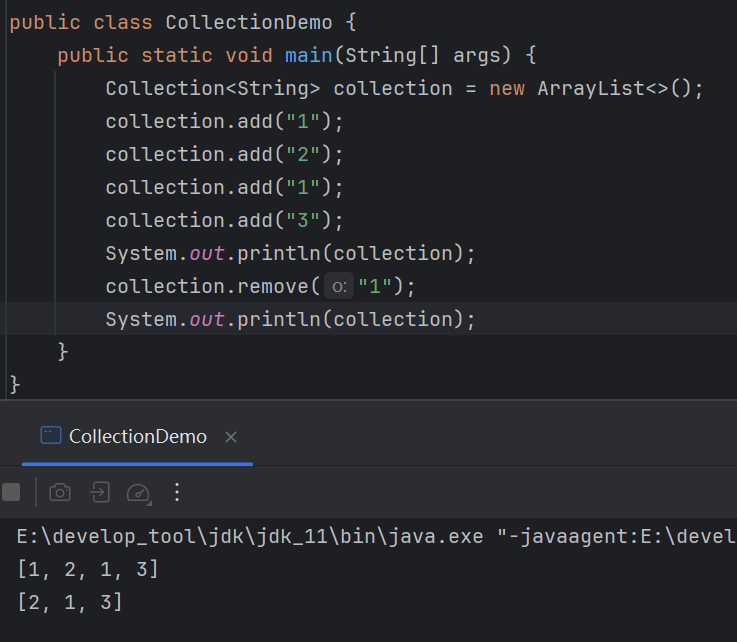 public class CollectionDemo {
    public static void main(String[] args) {
        Collection<String> collection = new ArrayList<>();
        collection.add("1");
        collection.add("2");
        collection.add("1");
        collection.add("3");
        System.out.println(collection);
        collection.remove( o: "1");
        System.out.println(collection);
    }
}
CollectionDemo
E:\develop_tool\jdk\jdk_11\bin\java.exe "-javaagent:E:\devel
[1, 2, 1, 3]
[2, 1, 3]